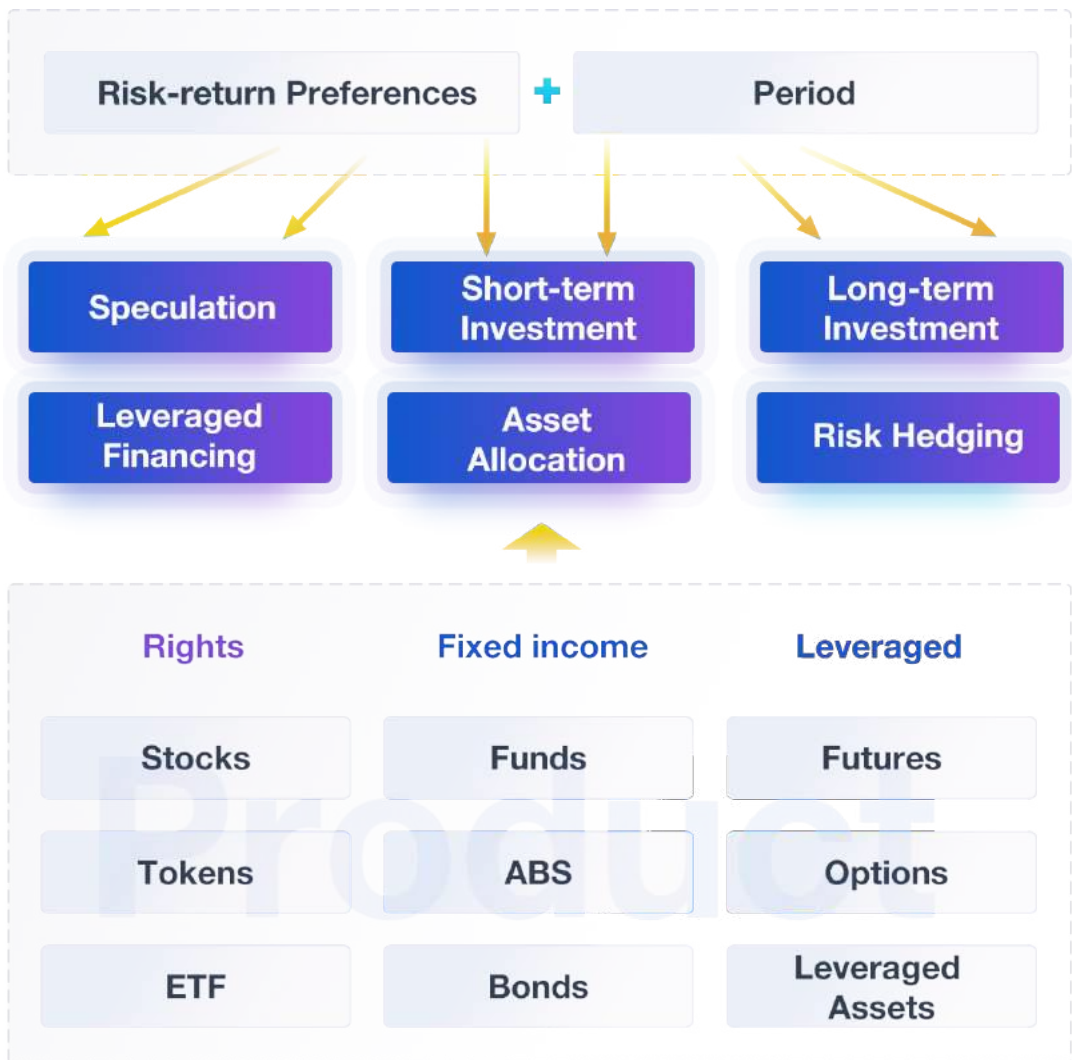 Risk-return Preferences + Period
Speculation
Short-term
Investment
Long-term
Investment
Leveraged
Financing
Asset
Allocation
Risk Hedging
Rights
Fixed income
Leveraged
Stocks
Funds
Futures
Product
Tokens
ABS
Options
ETF
Bonds
Leveraged
Assets